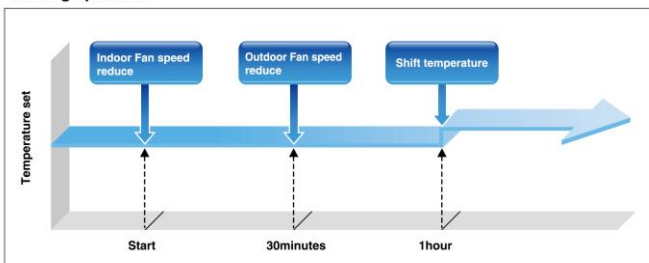 Indoor Fan speed
reduce
Outdoor Fan speed
reduce
Shift temperature
Temperature set
Start
30minutes
1hour